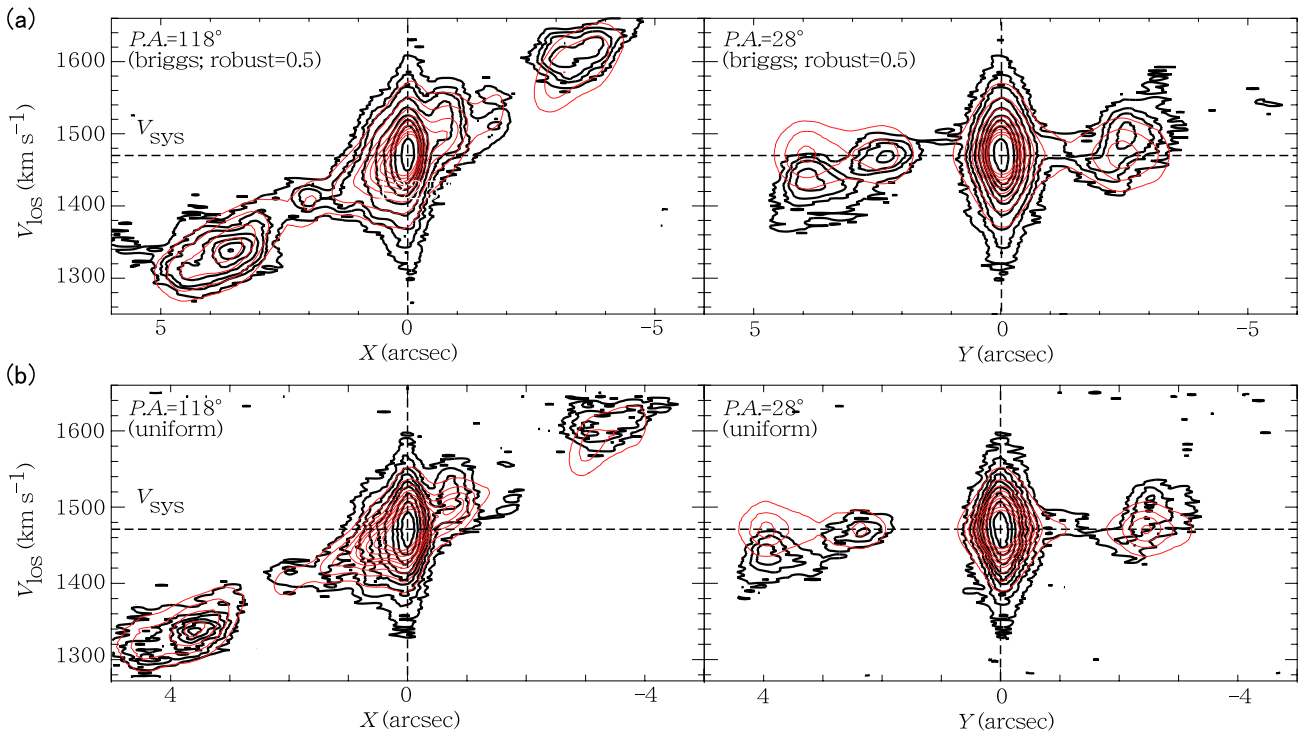 (a)
P.A.=118°
(briggs; robust=0.5)
P.A.=28°
(briggs; robust=0.5)
1600
1500
1400
1300
V_los (km s⁻¹)
V_sys
5 0 -5
5 0 -5
X (arcsec)
Y (arcsec)
(b)
P.A.=118°
(uniform)
P.A.=28°
(uniform)
1600
1500
1400
1300
V_los (km s⁻¹)
V_sys
4 0 -4
4 0 -4
X (arcsec)
Y (arcsec)